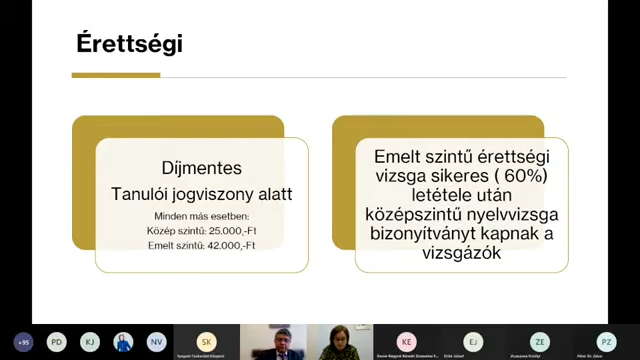 Érettségi
Díjmentes
Tanulói jogviszony alatt
Minden más esetben:
Közép szintű: 25.000,-Ft
Emelt szintű: 42.000,-Ft
Emelt szintű érettségi
vizsga sikeres ( 60%)
letétele után
középszintű nyelvvizsga
bizonyítványt kapnak a
vizsgázók
+95
PD
KJ
NV
SK
KE
EJ
ZE
PZ